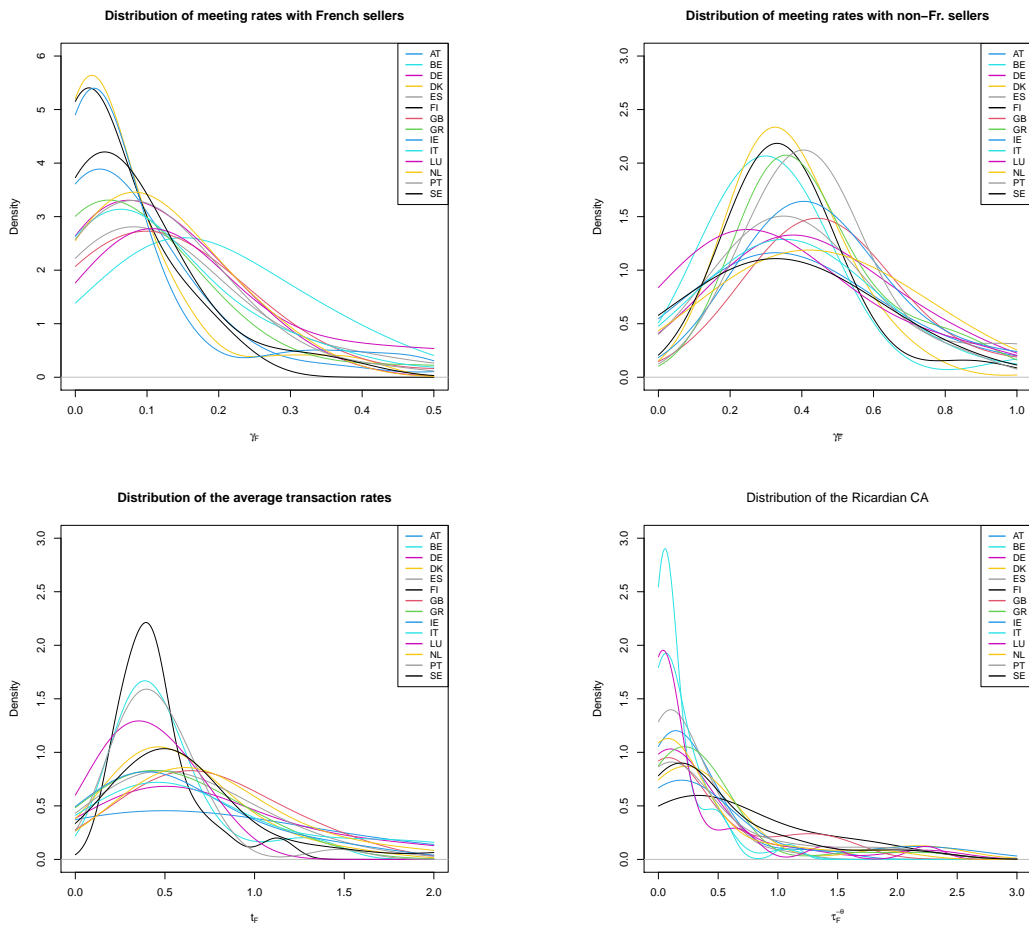 Distribution of meeting rates with French sellers
Density
0
1
2
3
4
5
6
0.0
0.1
0.2
0.3
0.4
0.5
γF
AT
BE
DE
DK
ES
FI
GB
GR
IE
IT
LU
NL
PT
SE
Distribution of meeting rates with non−Fr. sellers
Density
0.0
0.5
1.0
1.5
2.0
2.5
3.0
0.0
0.2
0.4
0.6
0.8
1.0
γF̄
AT
BE
DE
DK
ES
FI
GB
GR
IE
IT
LU
NL
PT
SE
Distribution of the average transaction rates
Density
0.0
0.5
1.0
1.5
2.0
2.5
3.0
0.0
0.5
1.0
1.5
2.0
tF
AT
BE
DE
DK
ES
FI
GB
GR
IE
IT
LU
NL
PT
SE
Distribution of the Ricardian CA
Density
0.0
0.5
1.0
1.5
2.0
2.5
3.0
0.0
0.5
1.0
1.5
2.0
2.5
3.0
τF−θ
AT
BE
DE
DK
ES
FI
GB
GR
IE
IT
LU
NL
PT
SE